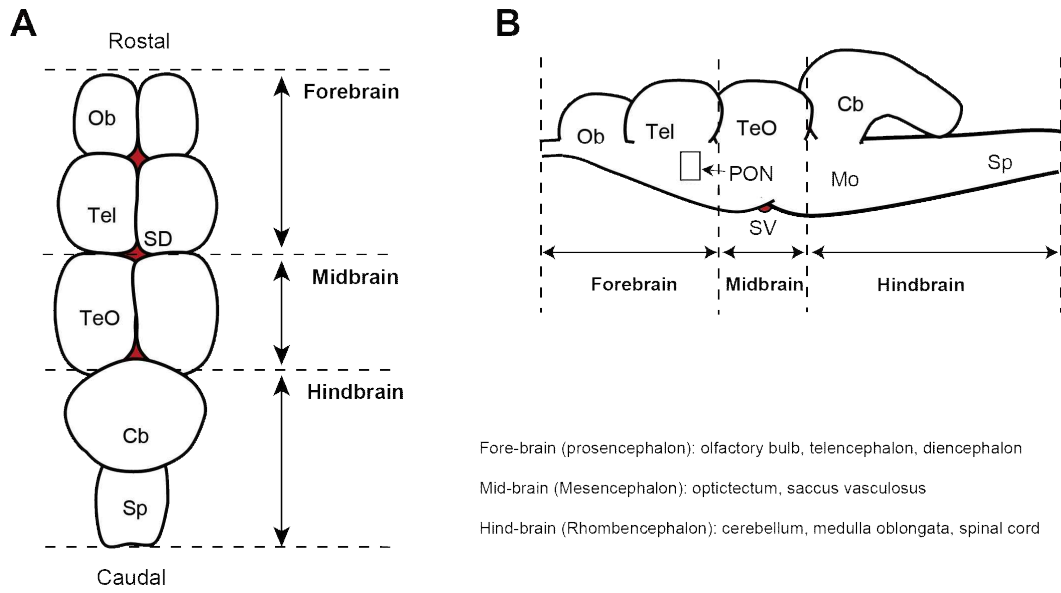 A
Rostal
Ob
Forebrain
Tel
SD
Midbrain
TeO
Hindbrain
Cb
Sp
Caudal
B
Cb
Ob
Tel
TeO
PON
Mo
Sp
SV
Forebrain
Midbrain
Hindbrain
Fore-brain (prosencephalon): olfactory bulb, telencephalon, diencephalon
Mid-brain (Mesencephalon): optictectum, saccus vasculosus
Hind-brain (Rhombencephalon): cerebellum, medulla oblongata, spinal cord